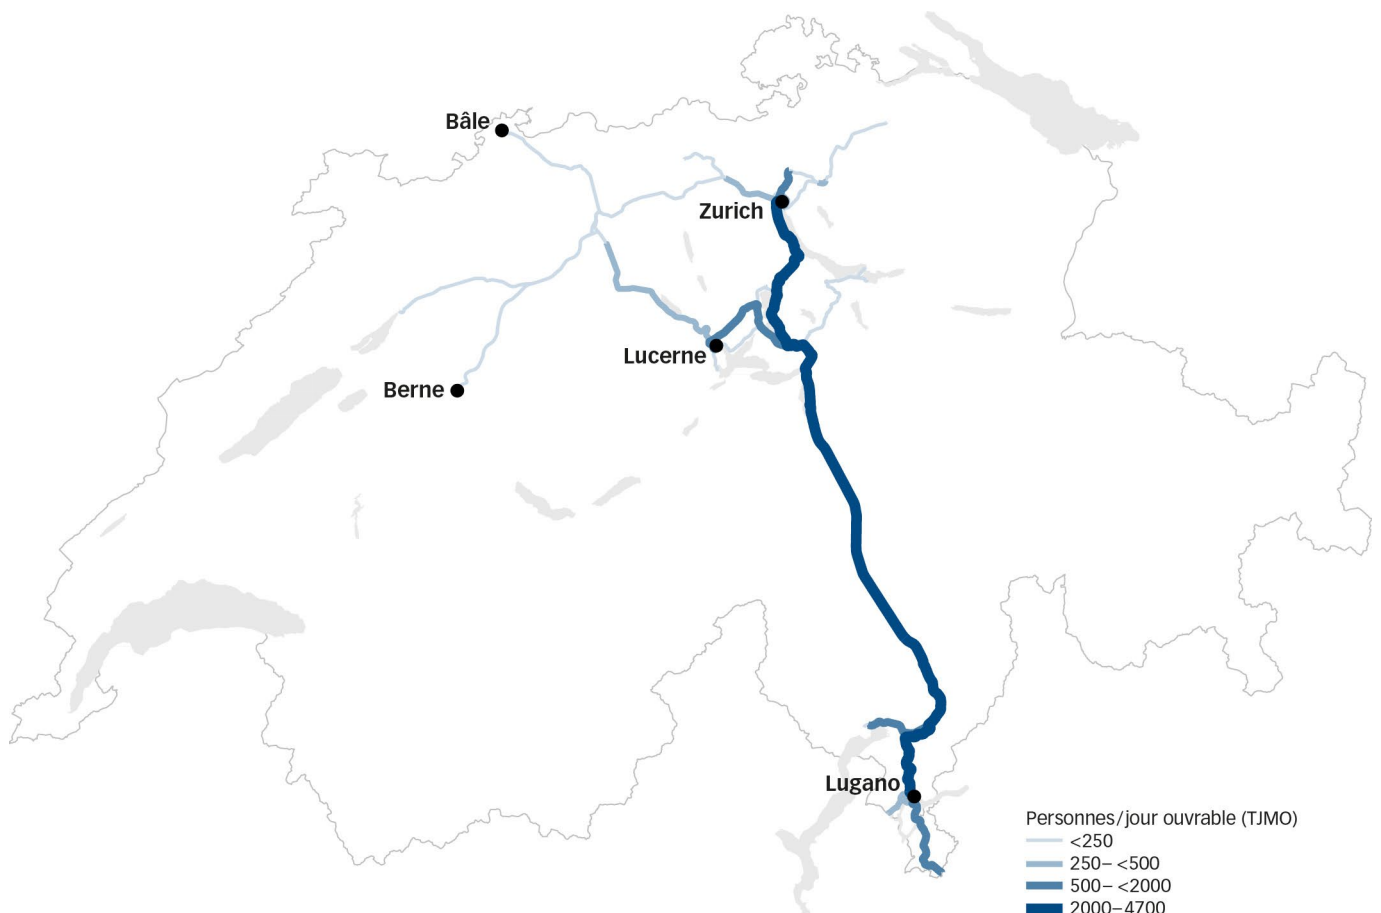 Bâle
Zurich
Lucerne
Berne
Lugano
Personnes/jour ouvrable (TJMO)
<250
250–<500
500–<2000
2000–4700